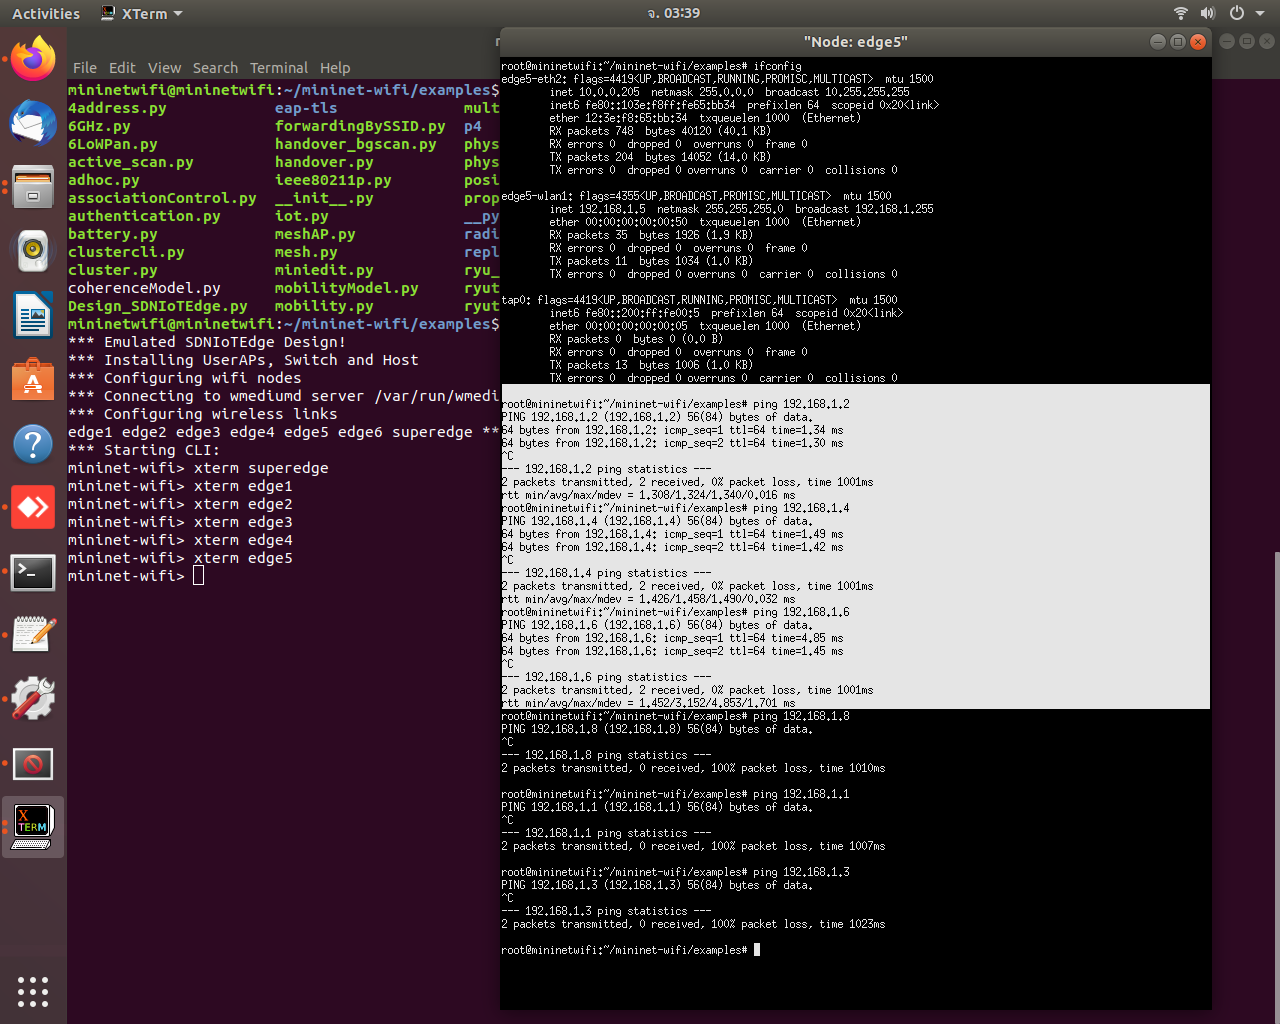 Activities
XTerm
จ. 03:39
File Edit View Search Terminal Help
mininetwifi@mininetwifi:~/mininet-wifi/examples$
4address.py eap-tls mult
6GHz.py forwardingBySSID.py p4
6LoWPan.py handover_bgscan.py phys
active_scan.py handover.py phys
adhoc.py ieee80211p.py posi
associationControl.py __init__.py prop
authentication.py iot.py __py
battery.py meshAP.py radi
clustercli.py mesh.py repl
cluster.py miniedit.py ryu_
coherenceModel.py mobilityModel.py ryut
Design_SDNIoTEdge.py mobility.py ryut
mininetwifi@mininetwifi:~/mininet-wifi/examples$
*** Emulated SDNIoTEdge Design!
*** Installing UserAPs, Switch and Host
*** Configuring wifi nodes
*** Connecting to wmediumd server /var/run/wmedi
*** Configuring wireless links
edge1 edge2 edge3 edge4 edge5 edge6 superedge **
*** Starting CLI:
mininet-wifi> xterm superedge
mininet-wifi> xterm edge1
mininet-wifi> xterm edge2
mininet-wifi> xterm edge3
mininet-wifi> xterm edge4
mininet-wifi> xterm edge5
mininet-wifi>
X
TERM
"Node: edge5"
root@mininetwifi:~/mininet-wifi/examples# ifconfig
edge5-eth2: flags=4419<UP,BROADCAST,RUNNING,PROMISC,MULTICAST> mtu 1500
inet 10.0.0.205 netmask 255.0.0.0 broadcast 10.255.255.255
inet6 fe80::103e:f8ff:fe65:bb34 prefixlen 64 scopeid 0x20<link>
ether 12:3e:f8:65:bb:34 txqueuelen 1000 (Ethernet)
RX packets 748 bytes 40120 (40.1 KB)
RX errors 0 dropped 0 overruns 0 frame 0
TX packets 204 bytes 14052 (14.0 KB)
TX errors 0 dropped 0 overruns 0 carrier 0 collisions 0
edge5-wlan1: flags=4355<UP,BROADCAST,PROMISC,MULTICAST> mtu 1500
inet 192.168.1.5 netmask 255.255.255.0 broadcast 192.168.1.255
ether 00:00:00:00:00:50 txqueuelen 1000 (Ethernet)
RX packets 35 bytes 1926 (1.9 KB)
RX errors 0 dropped 0 overruns 0 frame 0
TX packets 11 bytes 1034 (1.0 KB)
TX errors 0 dropped 0 overruns 0 carrier 0 collisions 0
tap0: flags=4419<UP,BROADCAST,RUNNING,PROMISC,MULTICAST> mtu 1500
inet6 fe80::200:ff:fe00:5 prefixlen 64 scopeid 0x20<link>
ether 00:00:00:00:00:05 txqueuelen 1000 (Ethernet)
RX packets 0 bytes 0 (0.0 B)
RX errors 0 dropped 0 overruns 0 frame 0
TX packets 13 bytes 1006 (1.0 KB)
TX errors 0 dropped 0 overruns 0 carrier 0 collisions 0
root@mininetwifi:~/mininet-wifi/examples# ping 192.168.1.2
PING 192.168.1.2 (192.168.1.2) 56(84) bytes of data.
64 bytes from 192.168.1.2: icmp_seq=1 ttl=64 time=1.34 ms
64 bytes from 192.168.1.2: icmp_seq=2 ttl=64 time=1.30 ms
^C
--- 192.168.1.2 ping statistics ---
2 packets transmitted, 2 received, 0% packet loss, time 1001ms
rtt min/avg/max/mdev = 1.308/1.324/1.340/0.016 ms
root@mininetwifi:~/mininet-wifi/examples# ping 192.168.1.4
PING 192.168.1.4 (192.168.1.4) 56(84) bytes of data.
64 bytes from 192.168.1.4: icmp_seq=1 ttl=64 time=1.49 ms
64 bytes from 192.168.1.4: icmp_seq=2 ttl=64 time=1.42 ms
^C
--- 192.168.1.4 ping statistics ---
2 packets transmitted, 2 received, 0% packet loss, time 1001ms
rtt min/avg/max/mdev = 1.426/1.458/1.490/0.032 ms
root@mininetwifi:~/mininet-wifi/examples# ping 192.168.1.6
PING 192.168.1.6 (192.168.1.6) 56(84) bytes of data.
64 bytes from 192.168.1.6: icmp_seq=1 ttl=64 time=4.85 ms
64 bytes from 192.168.1.6: icmp_seq=2 ttl=64 time=1.45 ms
^C
--- 192.168.1.6 ping statistics ---
2 packets transmitted, 2 received, 0% packet loss, time 1001ms
rtt min/avg/max/mdev = 1.452/3.152/4.853/1.701 ms
root@mininetwifi:~/mininet-wifi/examples# ping 192.168.1.8
PING 192.168.1.8 (192.168.1.8) 56(84) bytes of data.
^C
--- 192.168.1.8 ping statistics ---
2 packets transmitted, 0 received, 100% packet loss, time 1010ms
root@mininetwifi:~/mininet-wifi/examples# ping 192.168.1.1
PING 192.168.1.1 (192.168.1.1) 56(84) bytes of data.
^C
--- 192.168.1.1 ping statistics ---
2 packets transmitted, 0 received, 100% packet loss, time 1007ms
root@mininetwifi:~/mininet-wifi/examples# ping 192.168.1.3
PING 192.168.1.3 (192.168.1.3) 56(84) bytes of data.
^C
--- 192.168.1.3 ping statistics ---
2 packets transmitted, 0 received, 100% packet loss, time 1023ms
root@mininetwifi:~/mininet-wifi/examples#